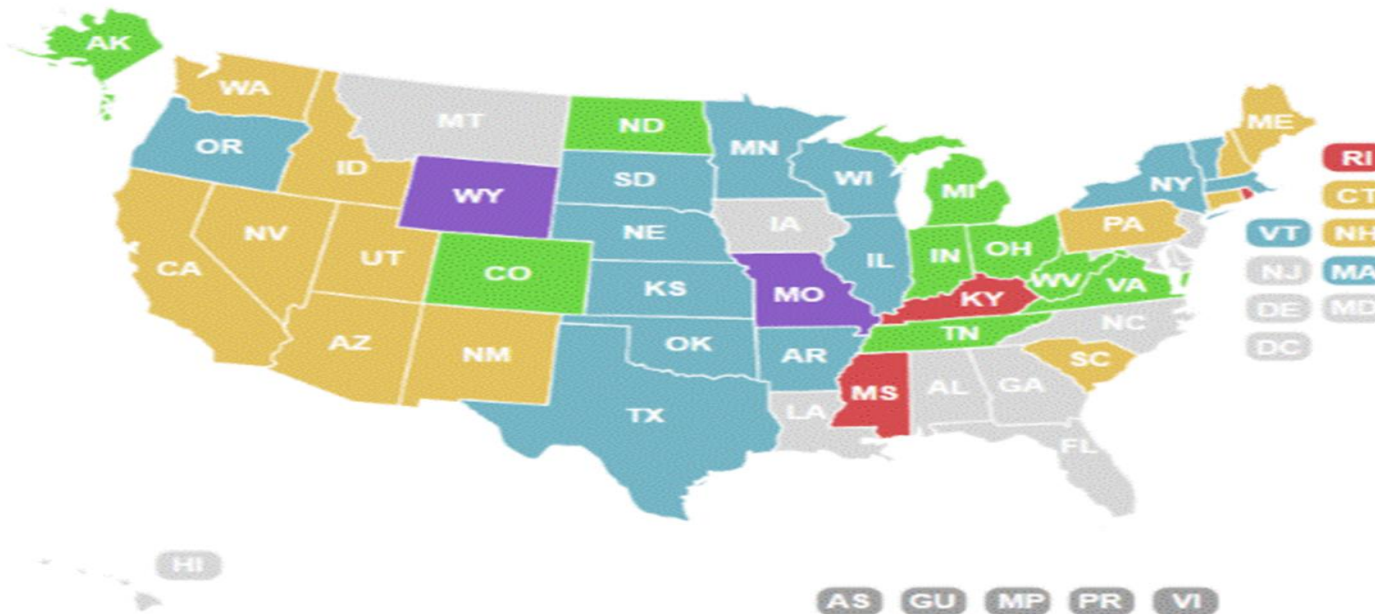 AK
WA
ME
MT
ND
OR
MN
RI
ID
WI
SD
NY
MI
WY
CT
IA
NE
PA
NV
VT
NH
OH
UT
IN
IL
CA
CO
NJ
MA
WV
VA
KS
MO
KY
DE
MD
NC
TN
AZ
OK
DC
NM
AR
SC
AL
GA
MS
LA
TX
FL
HI
AS GU MP PR VI